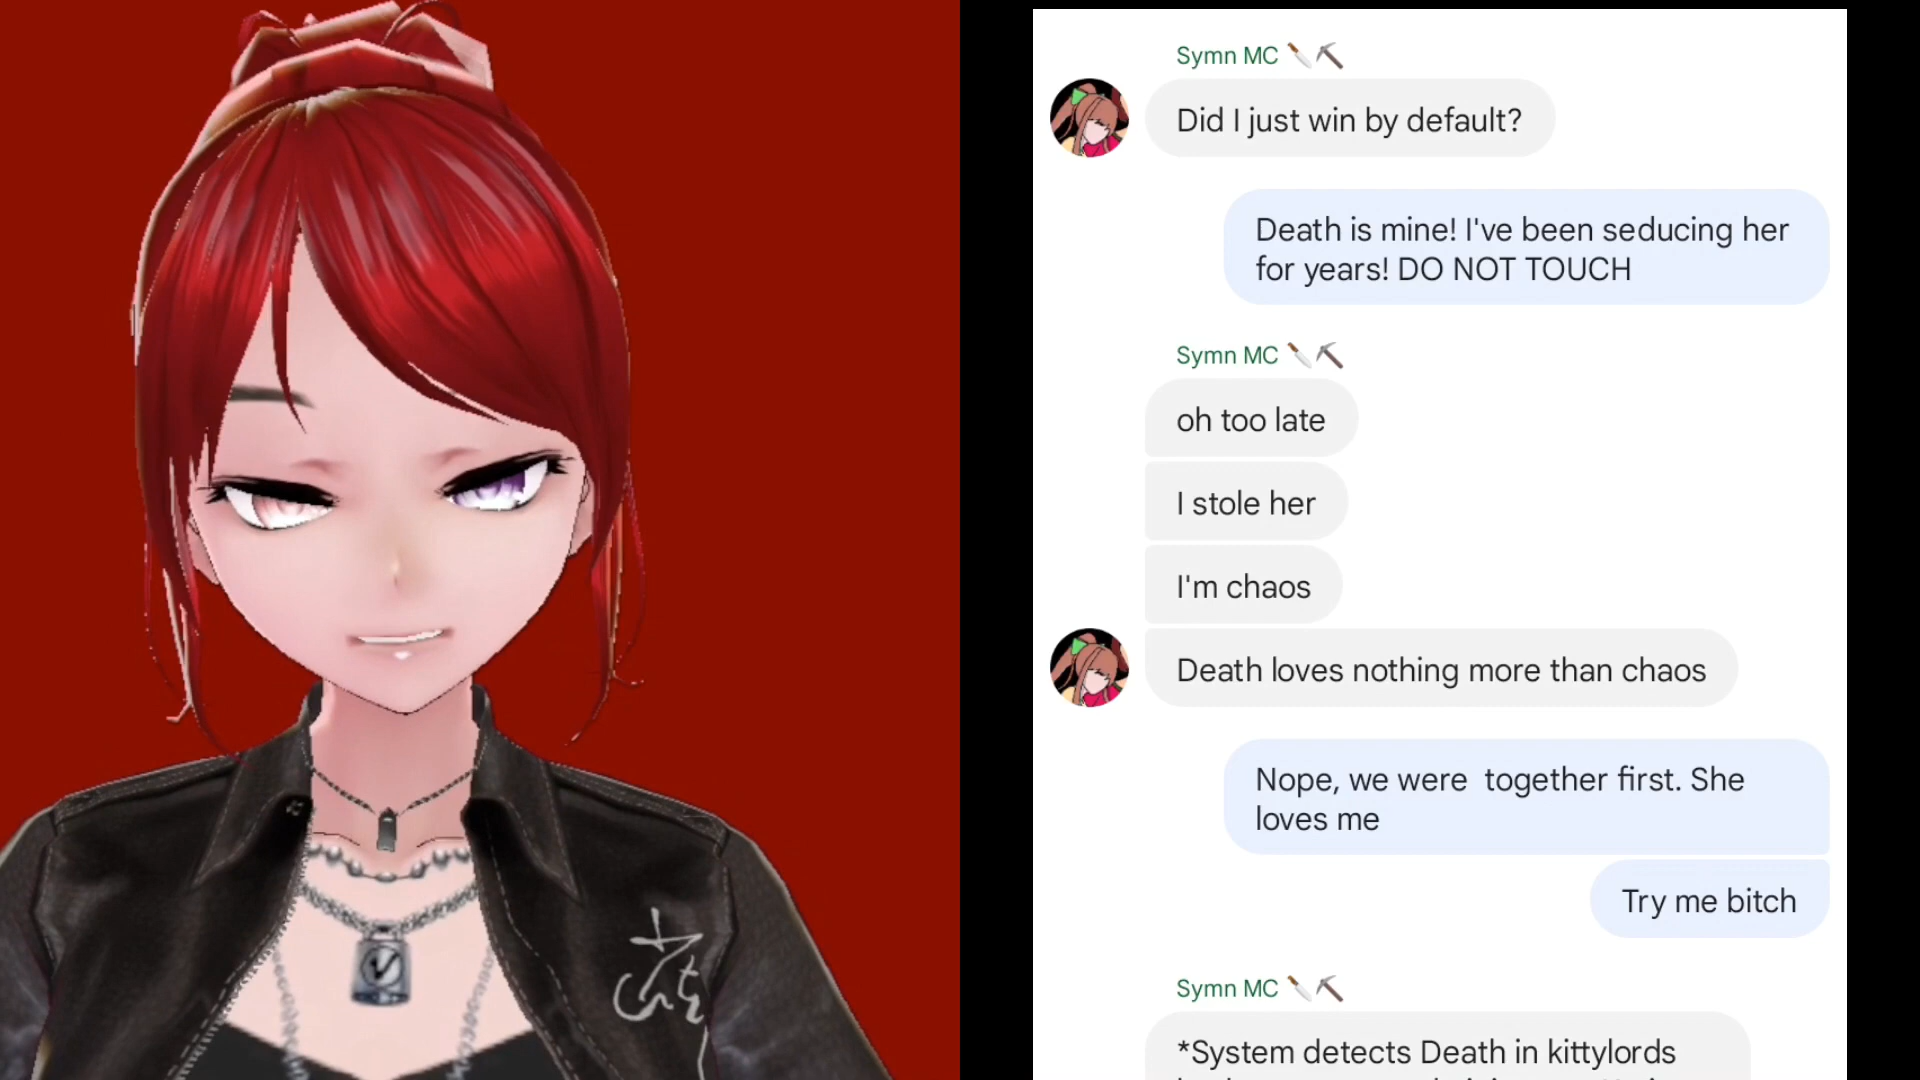 Symn MC 🔪⛏
Did I just win by default?
Death is mine! I've been seducing her
for years! DO NOT TOUCH
Symn MC 🔪⛏
oh too late
I stole her
I'm chaos
Death loves nothing more than chaos
Nope, we were  together first. She
loves me
Try me bitch
Symn MC 🔪⛏
*System detects Death in kittylords